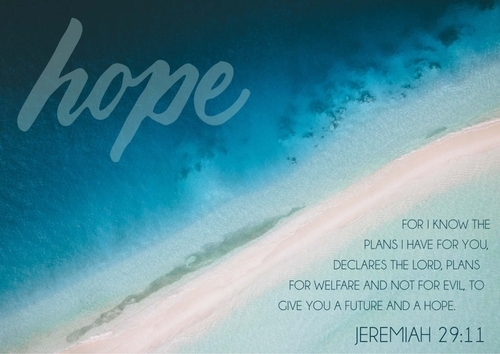 hope
FOR I KNOW THE
PLANS I HAVE FOR YOU,
DECLARES THE LORD, PLANS
FOR WELFARE AND NOT FOR EVIL, TO
GIVE YOU A FUTURE AND A HOPE.
JEREMIAH 29:11